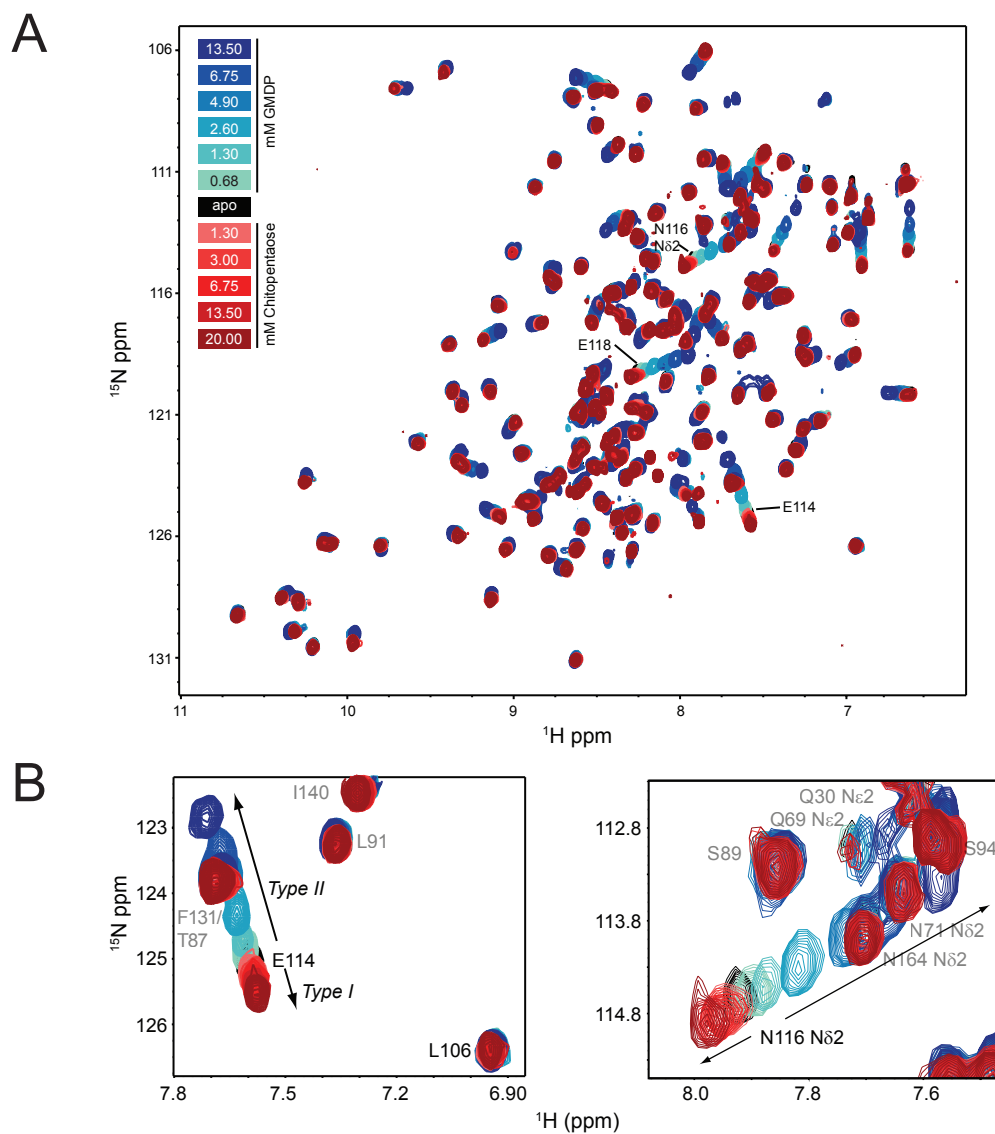 A
13.50
6.75
4.90
2.60
1.30
0.68
apo
1.30
3.00
6.75
13.50
20.00
mM GMDP
mM Chitopentaose
106
111
116
121
126
131
¹⁵N ppm
N116
Nδ2
E118
E114
11
10
9
8
7
¹H ppm
B
123
124
125
126
¹⁵N ppm
I140
L91
Type II
F131/
T87
E114
Type I
L106
7.8
7.5
7.2
6.90
112.8
113.8
114.8
Q30 Nε2
Q69 Nε2
S89
S94
N71 Nδ2
N164 Nδ2
N116 Nδ2
8.0
7.8
7.6
¹H (ppm)